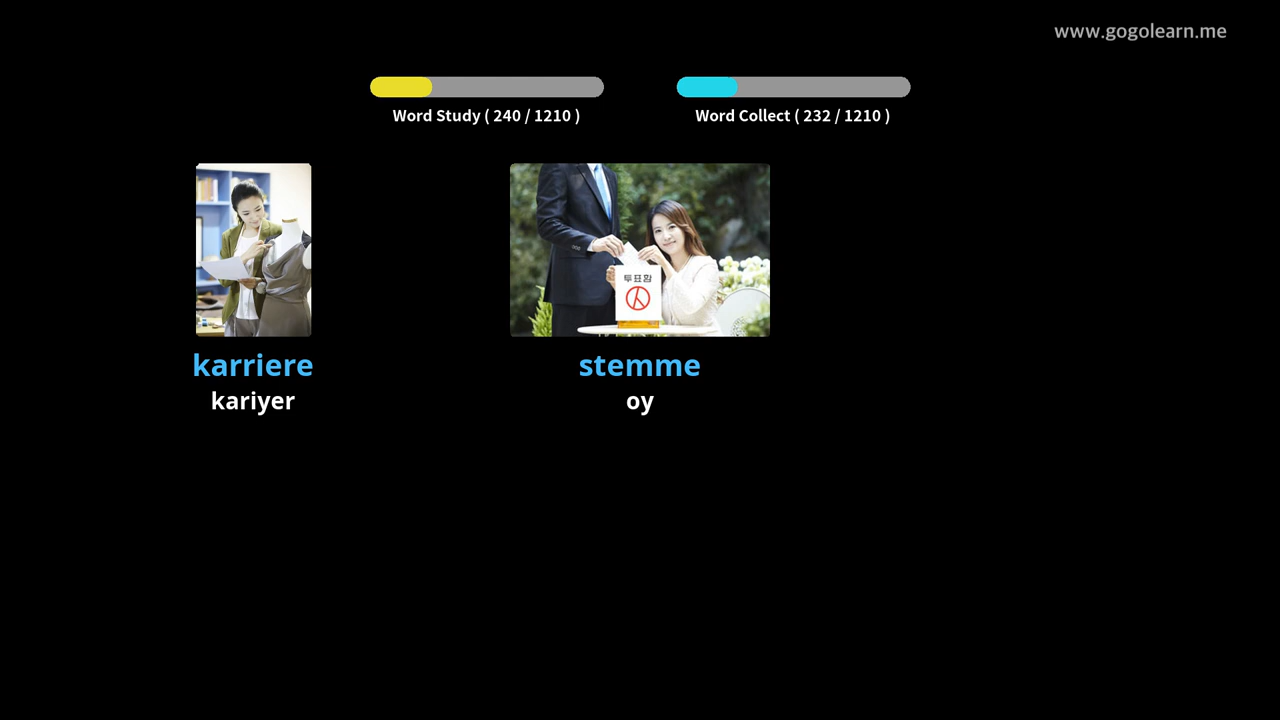 www.gogolearn.me
Word Study ( 240 / 1210 )
Word Collect ( 232 / 1210 )
투표함
karriere
stemme
kariyer
oy